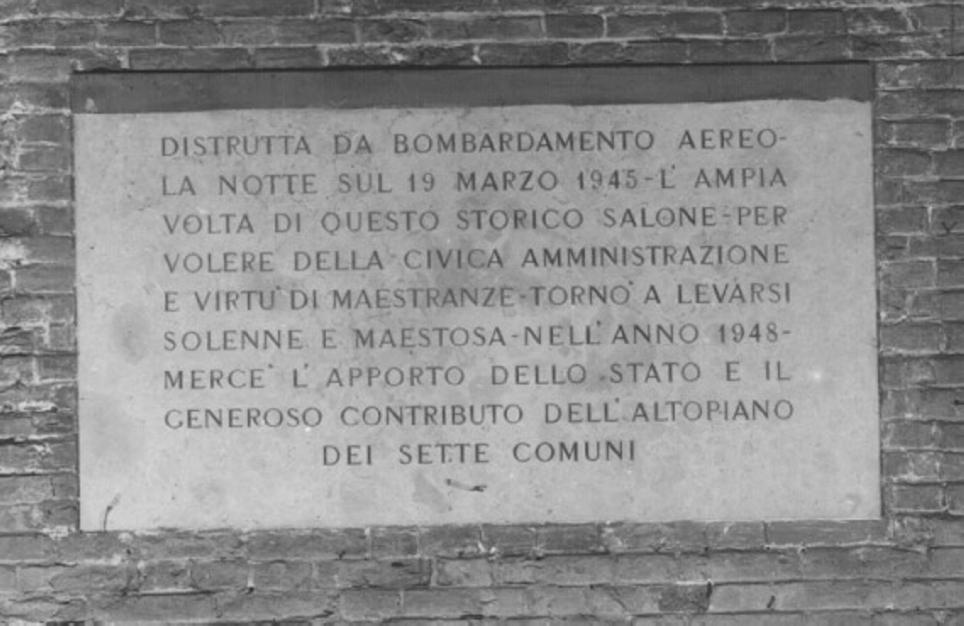 DISTRUTTA DA BOMBARDAMENTO AEREO-
LA NOTTE SUL 19 MARZO 1945-L' AMPIA
VOLTA DI QUESTO STORICO SALONE-PER
VOLERE DELLA CIVICA AMMINISTRAZIONE
E VIRTU' DI MAESTRANZE-TORNO' A LEVARSI
SOLENNE E MAESTOSA-NELL'ANNO 1948-
MERCE' L' APPORTO DELLO STATO E IL
GENEROSO CONTRIBUTO DELL'ALTOPIANO
DEI SETTE COMUNI